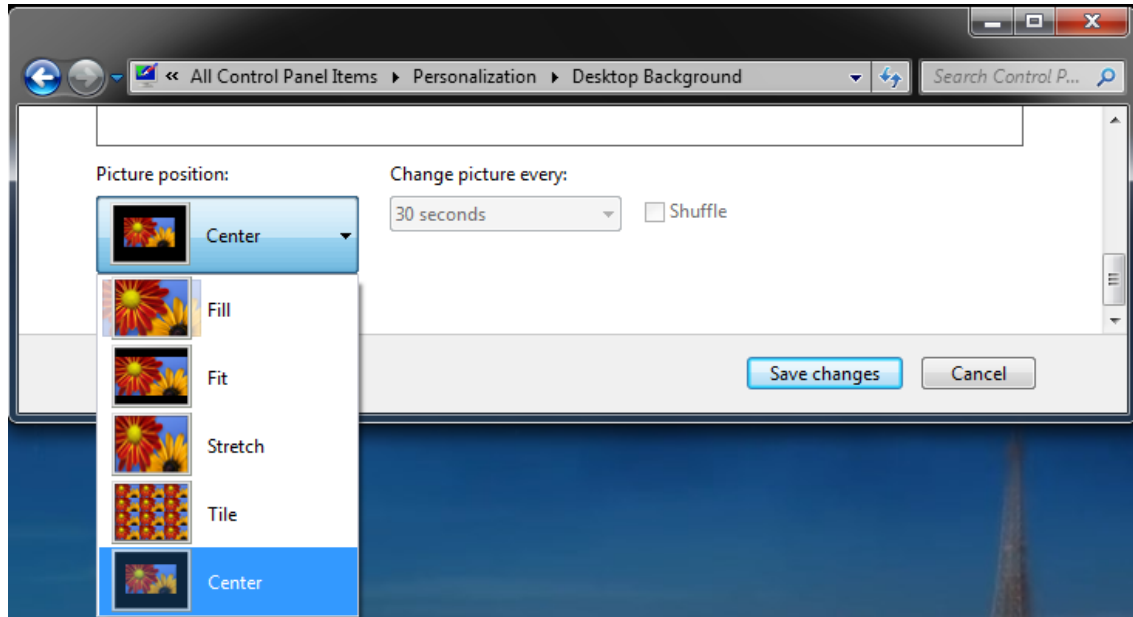 « All Control Panel Items ▸ Personalization ▸ Desktop Background
Search Control P...
Picture position:
Change picture every:
Center
30 seconds
Shuffle
Fill
Fit
Stretch
Tile
Center
Save changes
Cancel